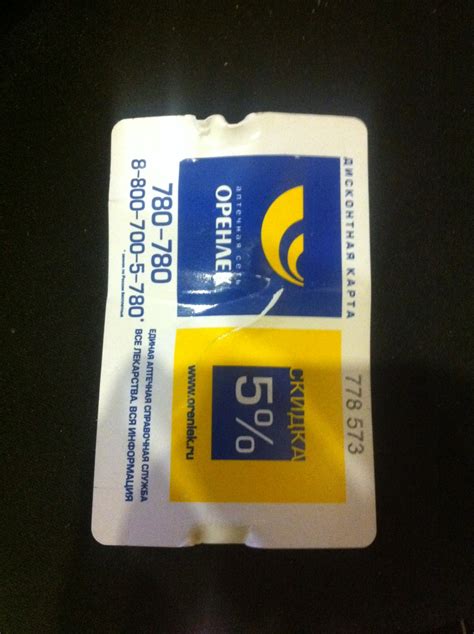 ДИСКОНТНАЯ КАРТА
778 573
аптечная сеть
ОРЕНЛЕ
СКИДКА
5%
www.orenlek.ru
780-780
8-800-700-5-780*
ЕДИНАЯ АПТЕЧНАЯ СПРАВОЧНАЯ СЛУЖБА
ВСЕ ЛЕКАРСТВА. ВСЯ ИНФОРМАЦИЯ